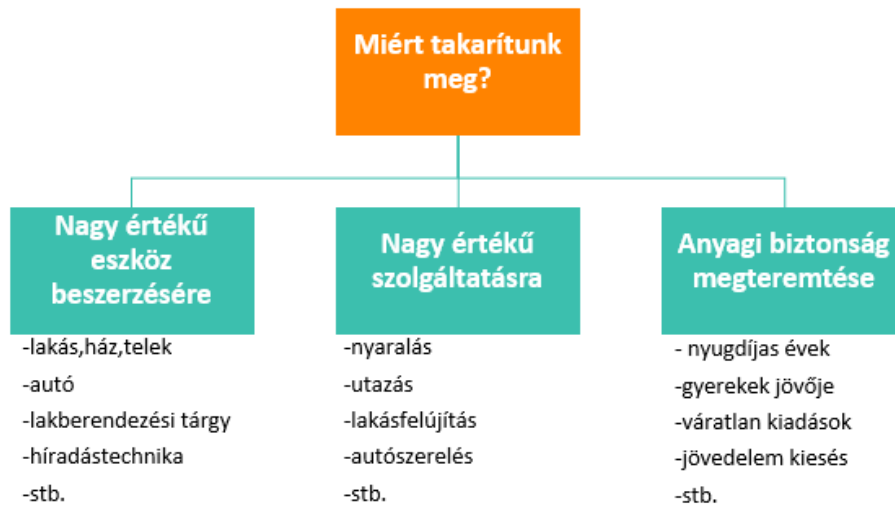 Miért takarítunk
meg?
Nagy értékű
eszköz
beszerzésére
-lakás,ház,telek
-autó
-lakberendezési tárgy
-híradástechnika
-stb.
Nagy értékű
szolgáltatásra
-nyaralás
-utazás
-lakásfelújítás
-autószerelés
-stb.
Anyagi biztonság
megteremtése
- nyugdíjas évek
-gyerekek jövője
-váratlan kiadások
-jövedelem kiesés
-stb.